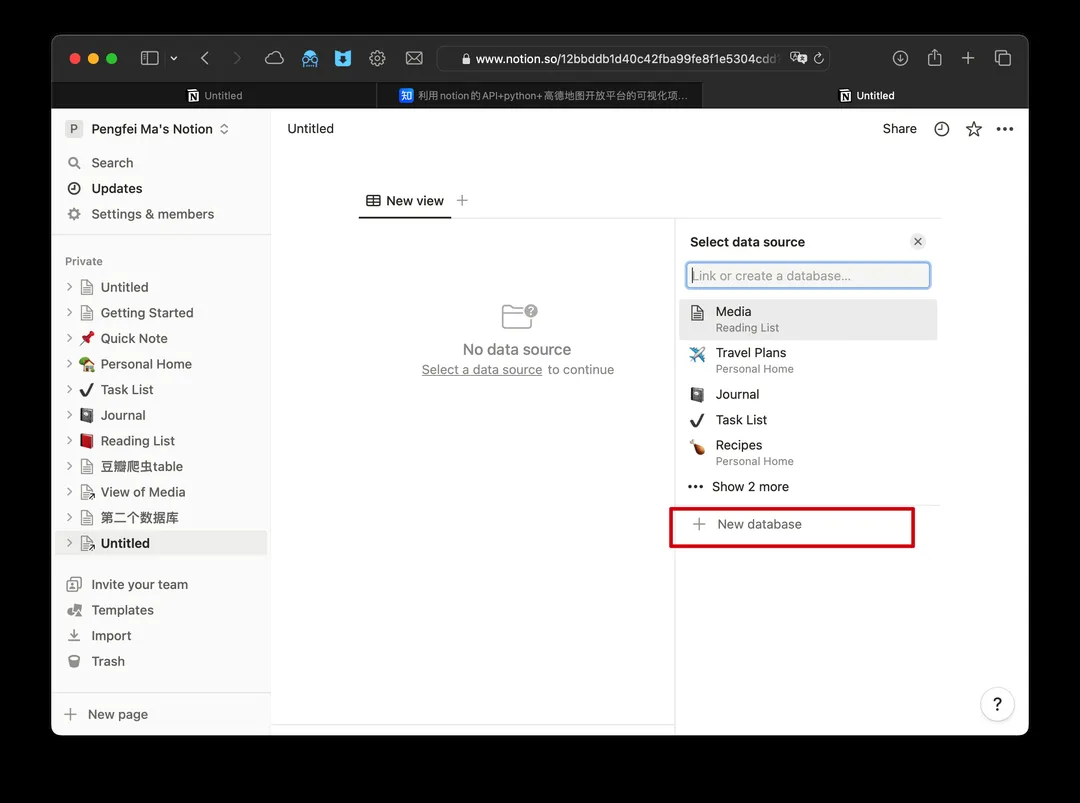 www.notion.so/12bbddb1d40c42fba99fe8f1e5304cdd
Untitled
知 利用notion的API+python+高德地图开放平台的可视化项...
Untitled
P Pengfei Ma's Notion
Search
Updates
Settings & members
Private
Untitled
Getting Started
Quick Note
Personal Home
Task List
Journal
Reading List
豆瓣爬虫table
View of Media
第二个数据库
Untitled
Invite your team
Templates
Import
Trash
New page
Untitled
Share
New view
No data source
Select a data source to continue
Select data source
Link or create a database...
Media
Reading List
Travel Plans
Personal Home
Journal
Task List
Recipes
Personal Home
Show 2 more
New database
?